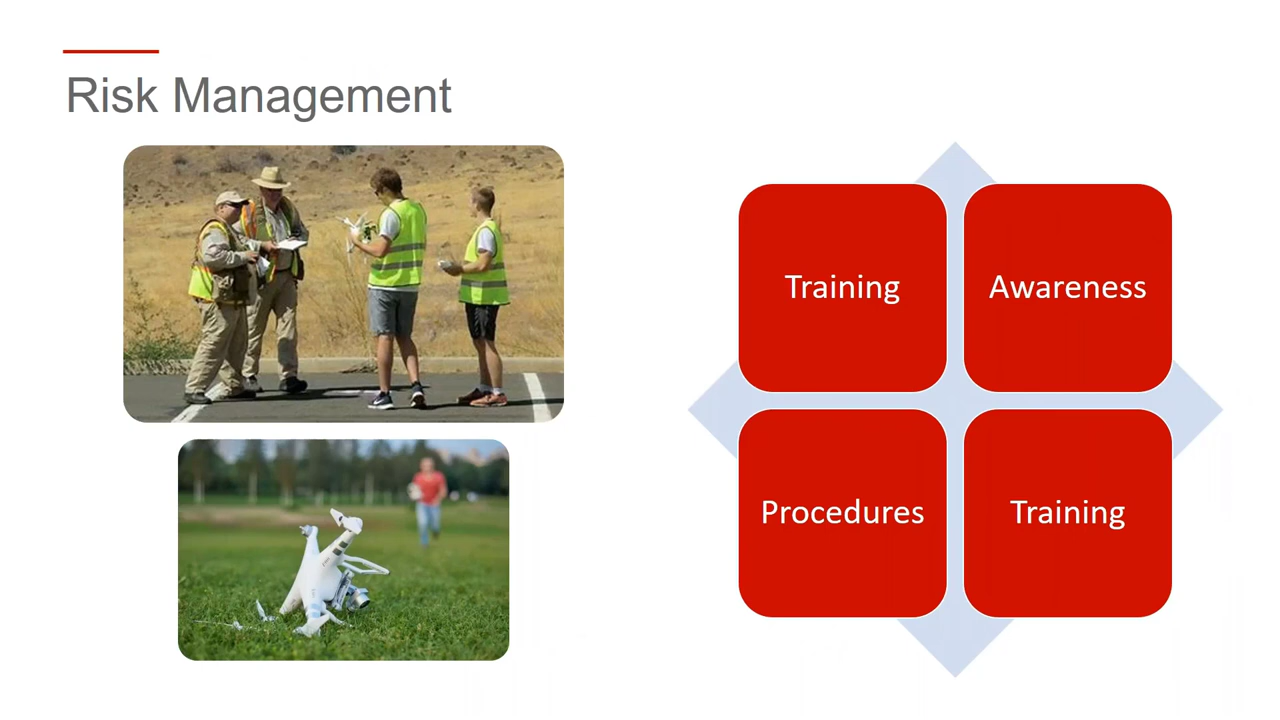 Risk Management
Training
Awareness
Procedures
Training